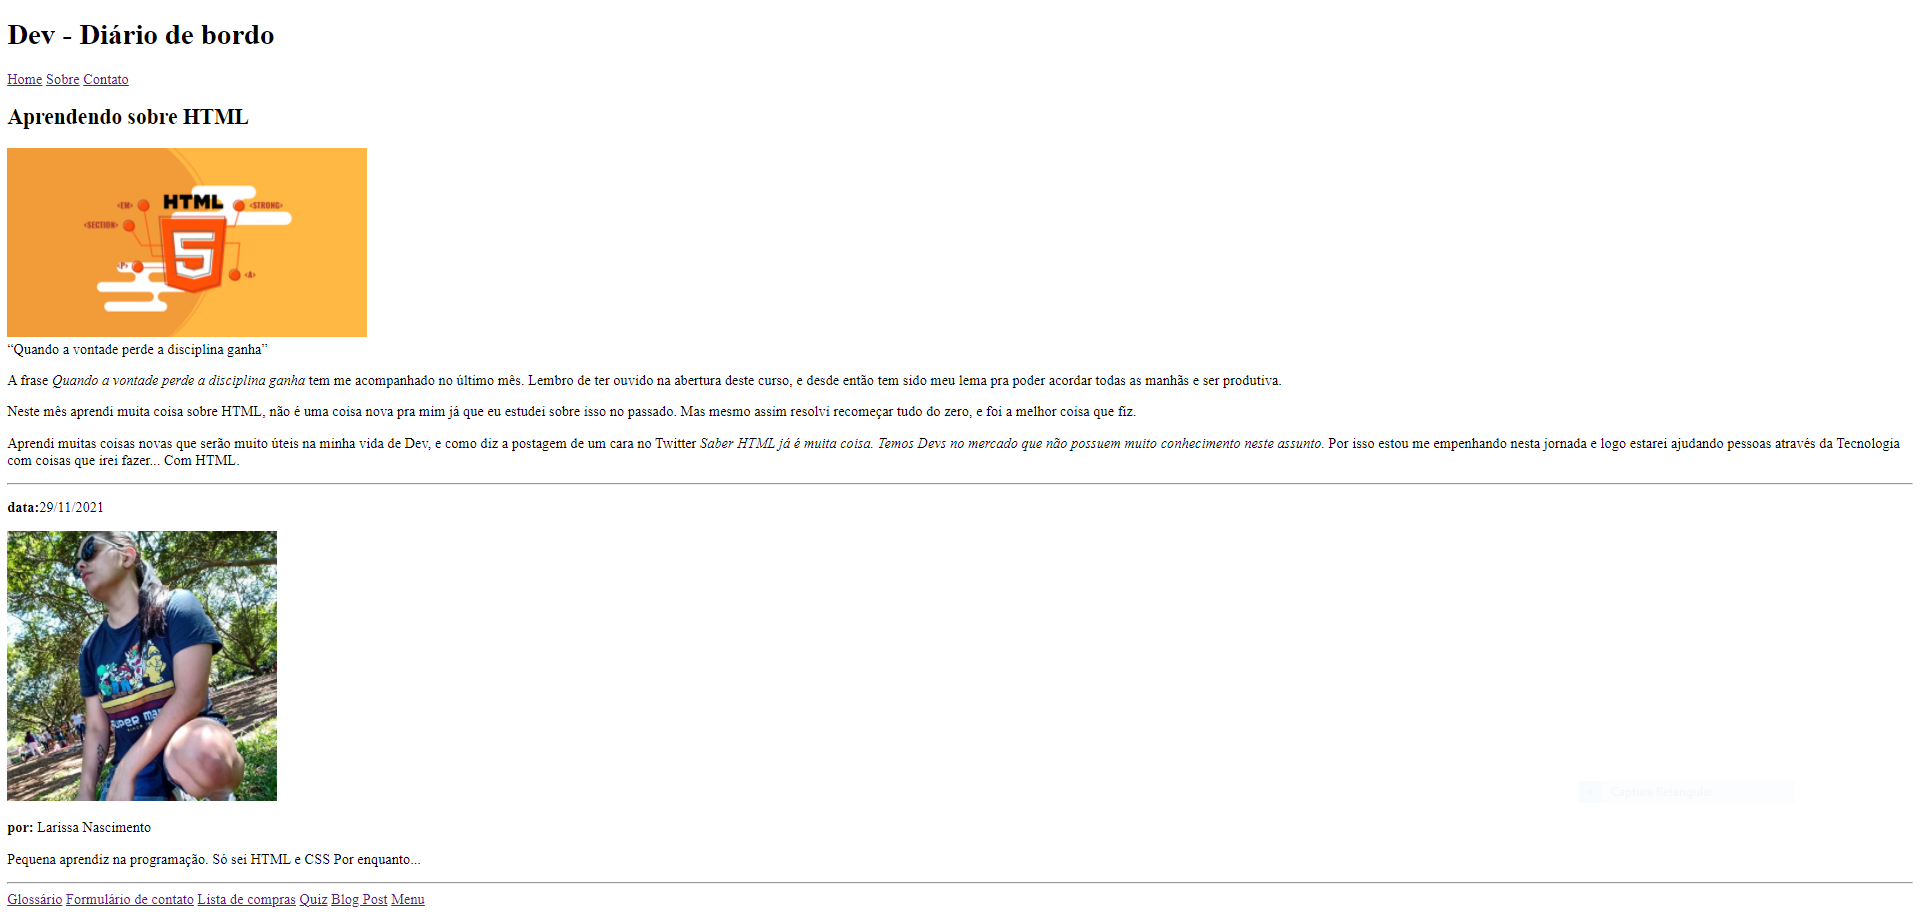 Dev - Diário de bordo
Home Sobre Contato
Aprendendo sobre HTML
HTML
<EM> <STRONG>
<SECTION>
5
<P> <A>
“Quando a vontade perde a disciplina ganha”
A frase Quando a vontade perde a disciplina ganha tem me acompanhado no último mês. Lembro de ter ouvido na abertura deste curso, e desde então tem sido meu lema pra poder acordar todas as manhãs e ser produtiva.
Neste mês aprendi muita coisa sobre HTML, não é uma coisa nova pra mim já que eu estudei sobre isso no passado. Mas mesmo assim resolvi recomeçar tudo do zero, e foi a melhor coisa que fiz.
Aprendi muitas coisas novas que serão muito úteis na minha vida de Dev, e como diz a postagem de um cara no Twitter Saber HTML já é muita coisa. Temos Devs no mercado que não possuem muito conhecimento neste assunto. Por isso estou me empenhando nesta jornada e logo estarei ajudando pessoas através da Tecnologia
com coisas que irei fazer... Com HTML.
data:29/11/2021
SUPER MA
por: Larissa Nascimento
Pequena aprendiz na programação. Só sei HTML e CSS Por enquanto...
Glossário Formulário de contato Lista de compras Quiz Blog Post Menu